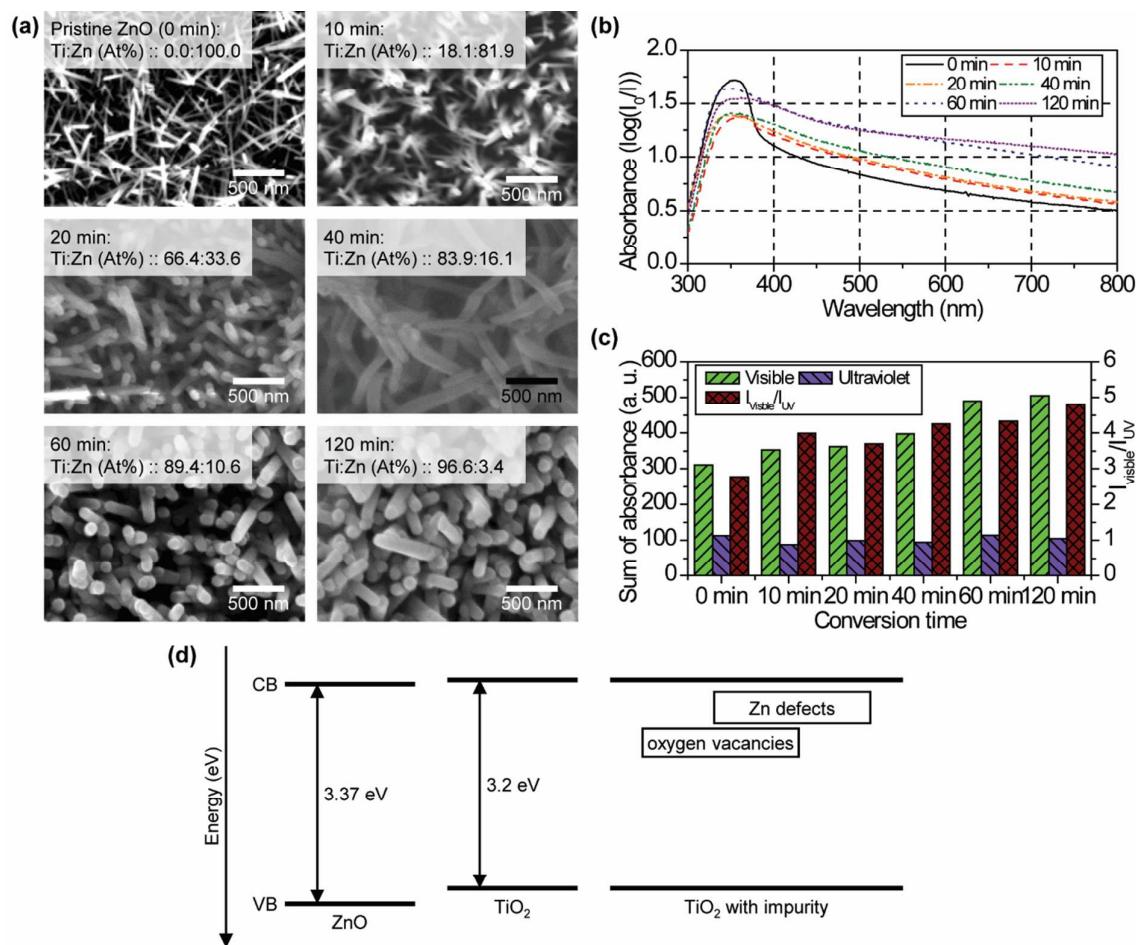 (a)
Pristine ZnO (0 min):
Ti:Zn (At%) :: 0.0:100.0
500 nm
10 min:
Ti:Zn (At%) :: 18.1:81.9
500 nm
20 min:
Ti:Zn (At%) :: 66.4:33.6
500 nm
40 min:
Ti:Zn (At%) :: 83.9:16.1
500 nm
60 min:
Ti:Zn (At%) :: 89.4:10.6
500 nm
120 min:
Ti:Zn (At%) :: 96.6:3.4
500 nm
(b)
Absorbance (log(I₀/I))
2.0
1.5
1.0
0.5
0.0
0 min 10 min
20 min 40 min
60 min 120 min
300 400 500 600 700 800
Wavelength (nm)
(c)
Sum of absorbance (a. u.)
600
500
400
300
200
100
0
Visible Ultraviolet
I_Visble/I_UV
6
5
4
3
2
1
0
I_visble/I_UV
0 min 10 min 20 min 40 min 60 min 120 min
Conversion time
(d)
Energy (eV)
CB
VB
3.37 eV
ZnO
3.2 eV
TiO₂
Zn defects
oxygen vacancies
TiO₂ with impurity